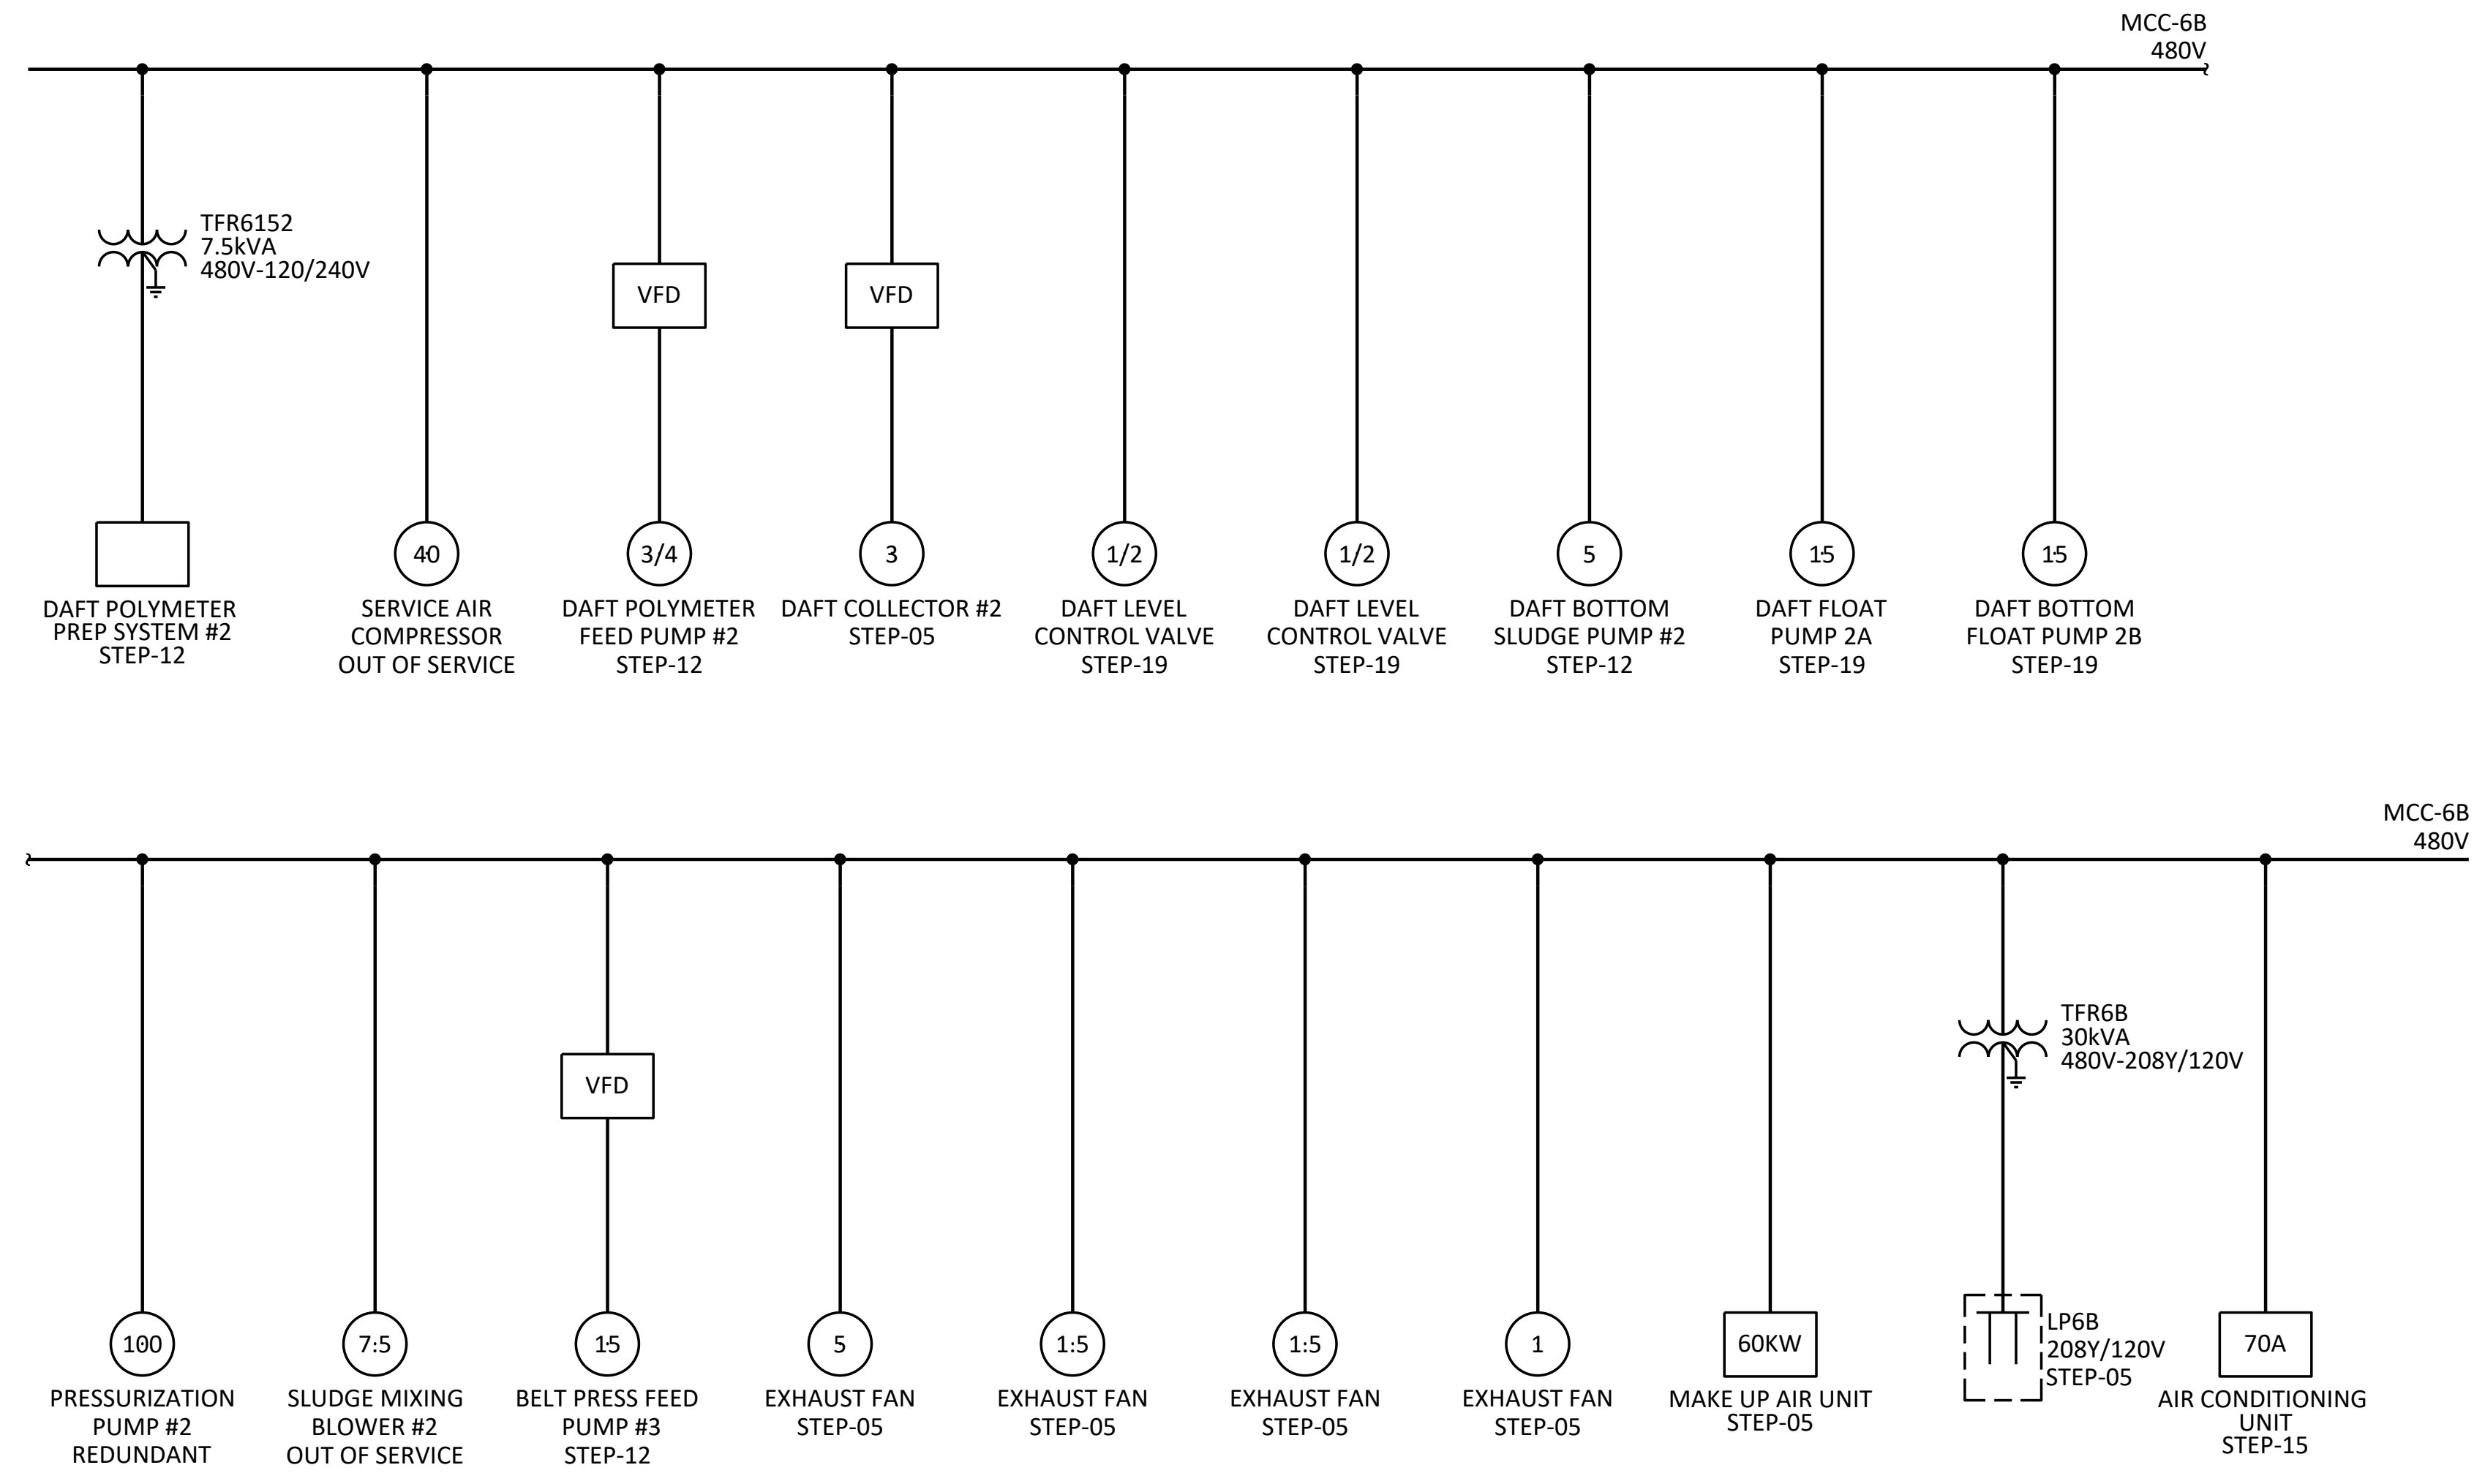 MCC-6B
480V
TFR6152
7.5kVA
480V-120/240V
VFD
VFD
40
3/4
3
1/2
1/2
5
15
15
DAFT POLYMETER
PREP SYSTEM #2
STEP-12
SERVICE AIR
COMPRESSOR
OUT OF SERVICE
DAFT POLYMETER
FEED PUMP #2
STEP-12
DAFT COLLECTOR #2
STEP-05
DAFT LEVEL
CONTROL VALVE
STEP-19
DAFT LEVEL
CONTROL VALVE
STEP-19
DAFT BOTTOM
SLUDGE PUMP #2
STEP-12
DAFT FLOAT
PUMP 2A
STEP-19
DAFT BOTTOM
FLOAT PUMP 2B
STEP-19
MCC-6B
480V
TFR6B
30kVA
480V-208Y/120V
VFD
100
7:5
15
5
1:5
1:5
1
60KW
LP6B
208Y/120V
STEP-05
70A
PRESSURIZATION
PUMP #2
REDUNDANT
SLUDGE MIXING
BLOWER #2
OUT OF SERVICE
BELT PRESS FEED
PUMP #3
STEP-12
EXHAUST FAN
STEP-05
EXHAUST FAN
STEP-05
EXHAUST FAN
STEP-05
EXHAUST FAN
STEP-05
MAKE UP AIR UNIT
STEP-05
AIR CONDITIONING
UNIT
STEP-15